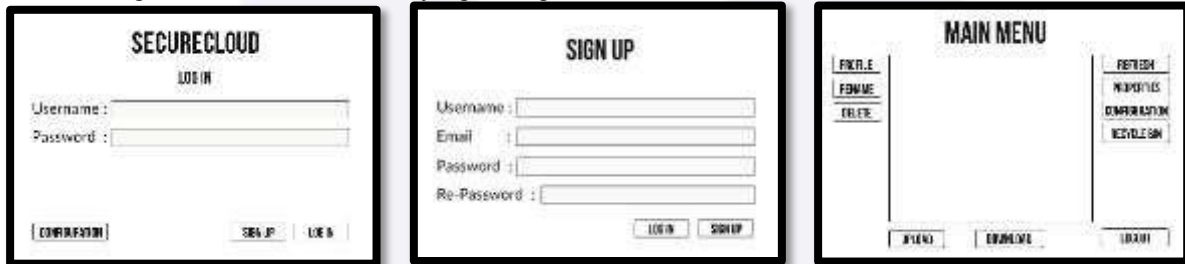 SECURECLOUD
LOG IN
Username :
Password :
CONFIGURATION
SIGN UP
LOG IN
SIGN UP
Username :
Email :
Password :
Re-Password :
LOG IN
SIGN UP
MAIN MENU
PROFILE
RENAME
DELETE
REFRESH
PROPERTIES
CONFIGURATION
RECYCLE BIN
UPLOAD
DOWNLOAD
LOGOUT